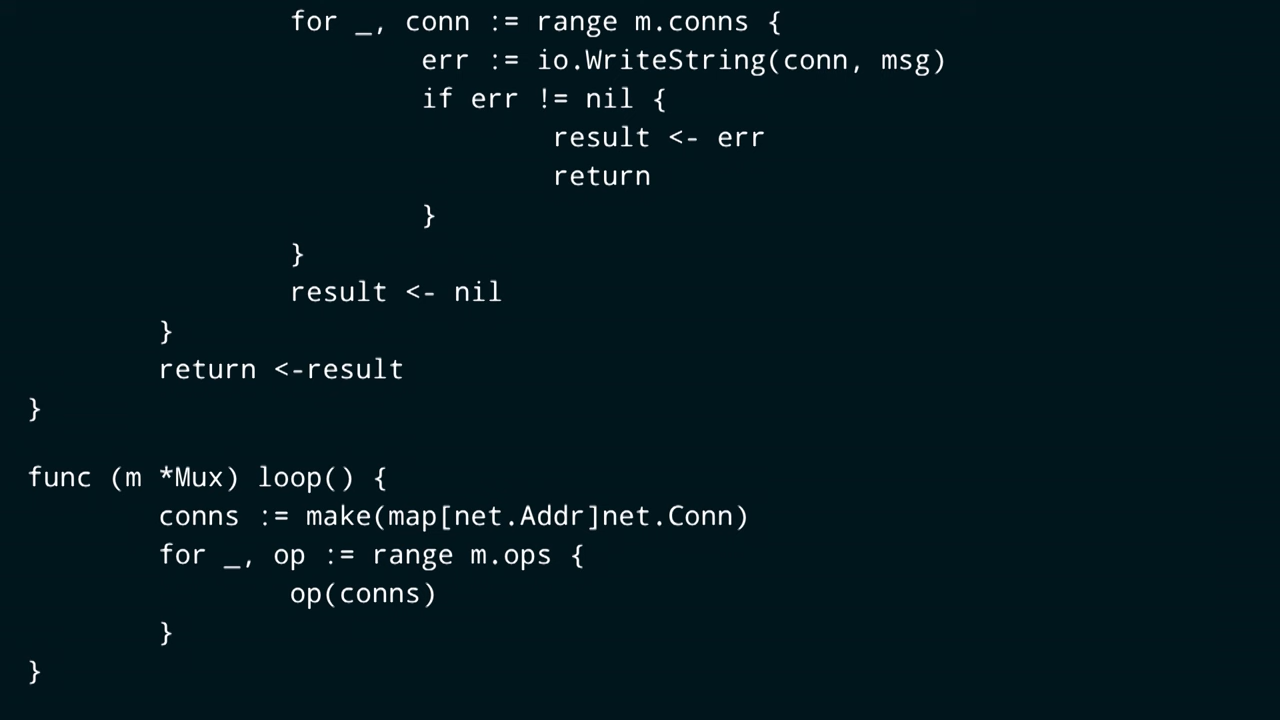 for _, conn := range m.conns {
err := io.WriteString(conn, msg)
if err != nil {
result <- err
return
}
}
result <- nil
}
return <-result
}
func (m *Mux) loop() {
conns := make(map[net.Addr]net.Conn)
for _, op := range m.ops {
op(conns)
}
}